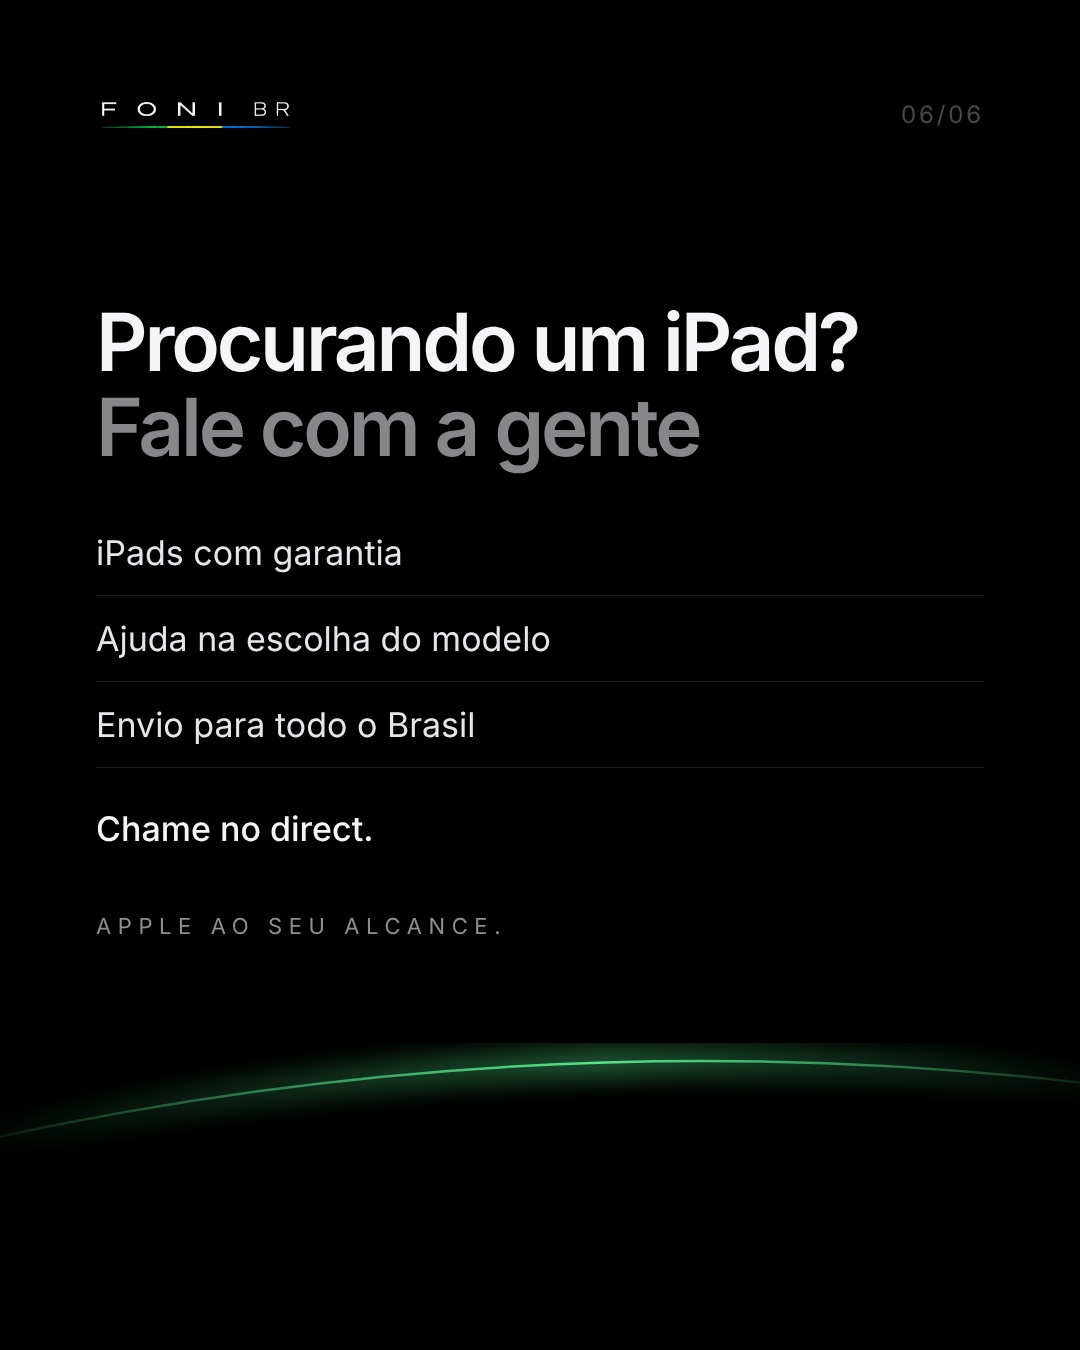 FONI BR
06/06
Procurando um iPad?
Fale com a gente
iPads com garantia
Ajuda na escolha do modelo
Envio para todo o Brasil
Chame no direct.
APPLE AO SEU ALCANCE.